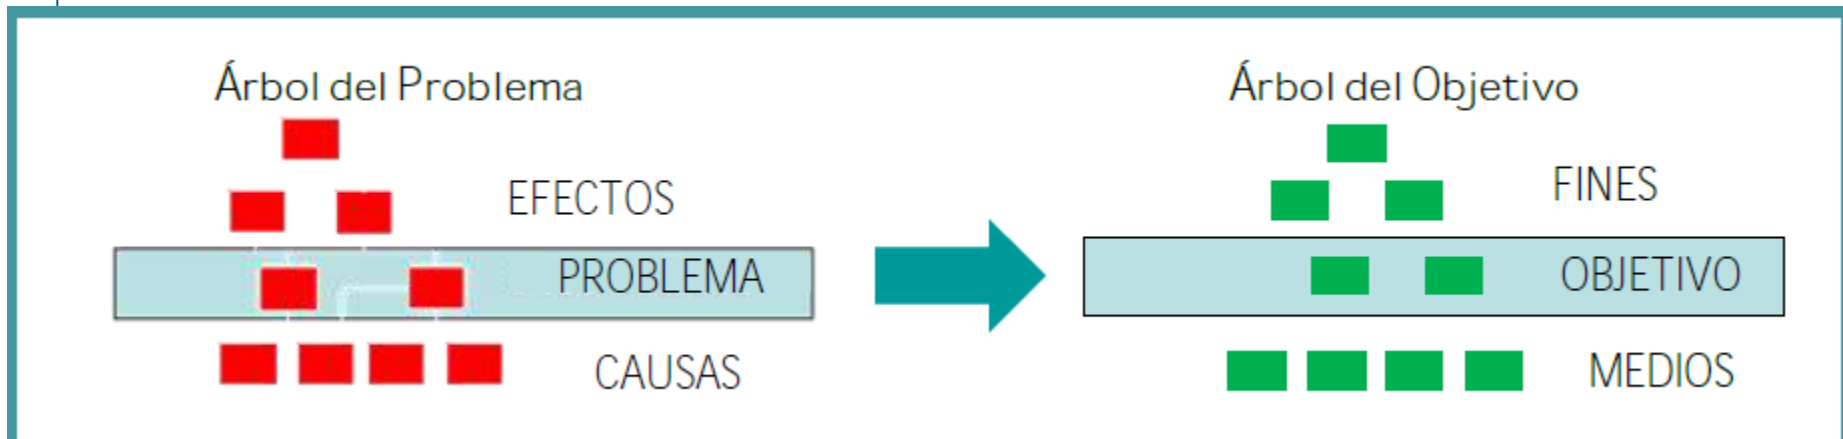 Árbol del Problema
EFECTOS
PROBLEMA
CAUSAS
Árbol del Objetivo
FINES
OBJETIVO
MEDIOS